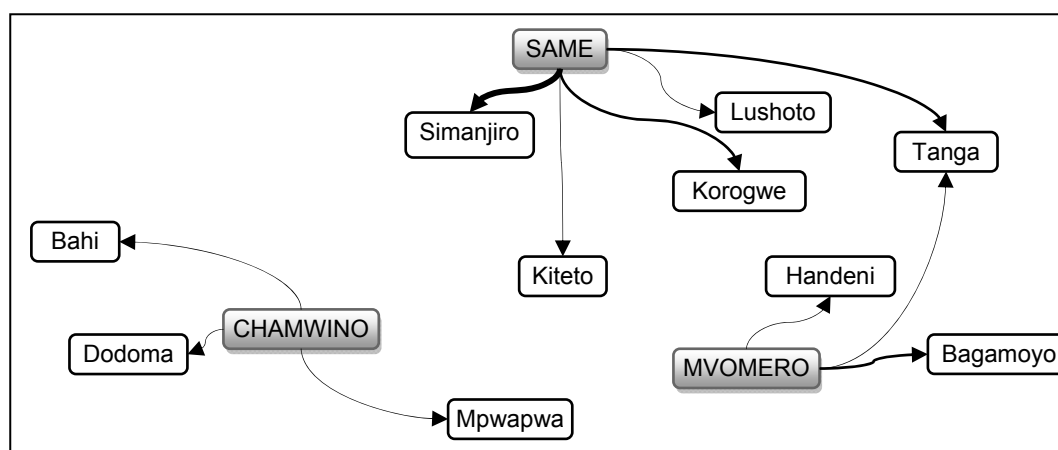 SAME
Lushoto
Simanjiro
Tanga
Korogwe
Bahi
Kiteto
Handeni
CHAMWINO
Dodoma
MVOMERO
Bagamoyo
Mpwapwa